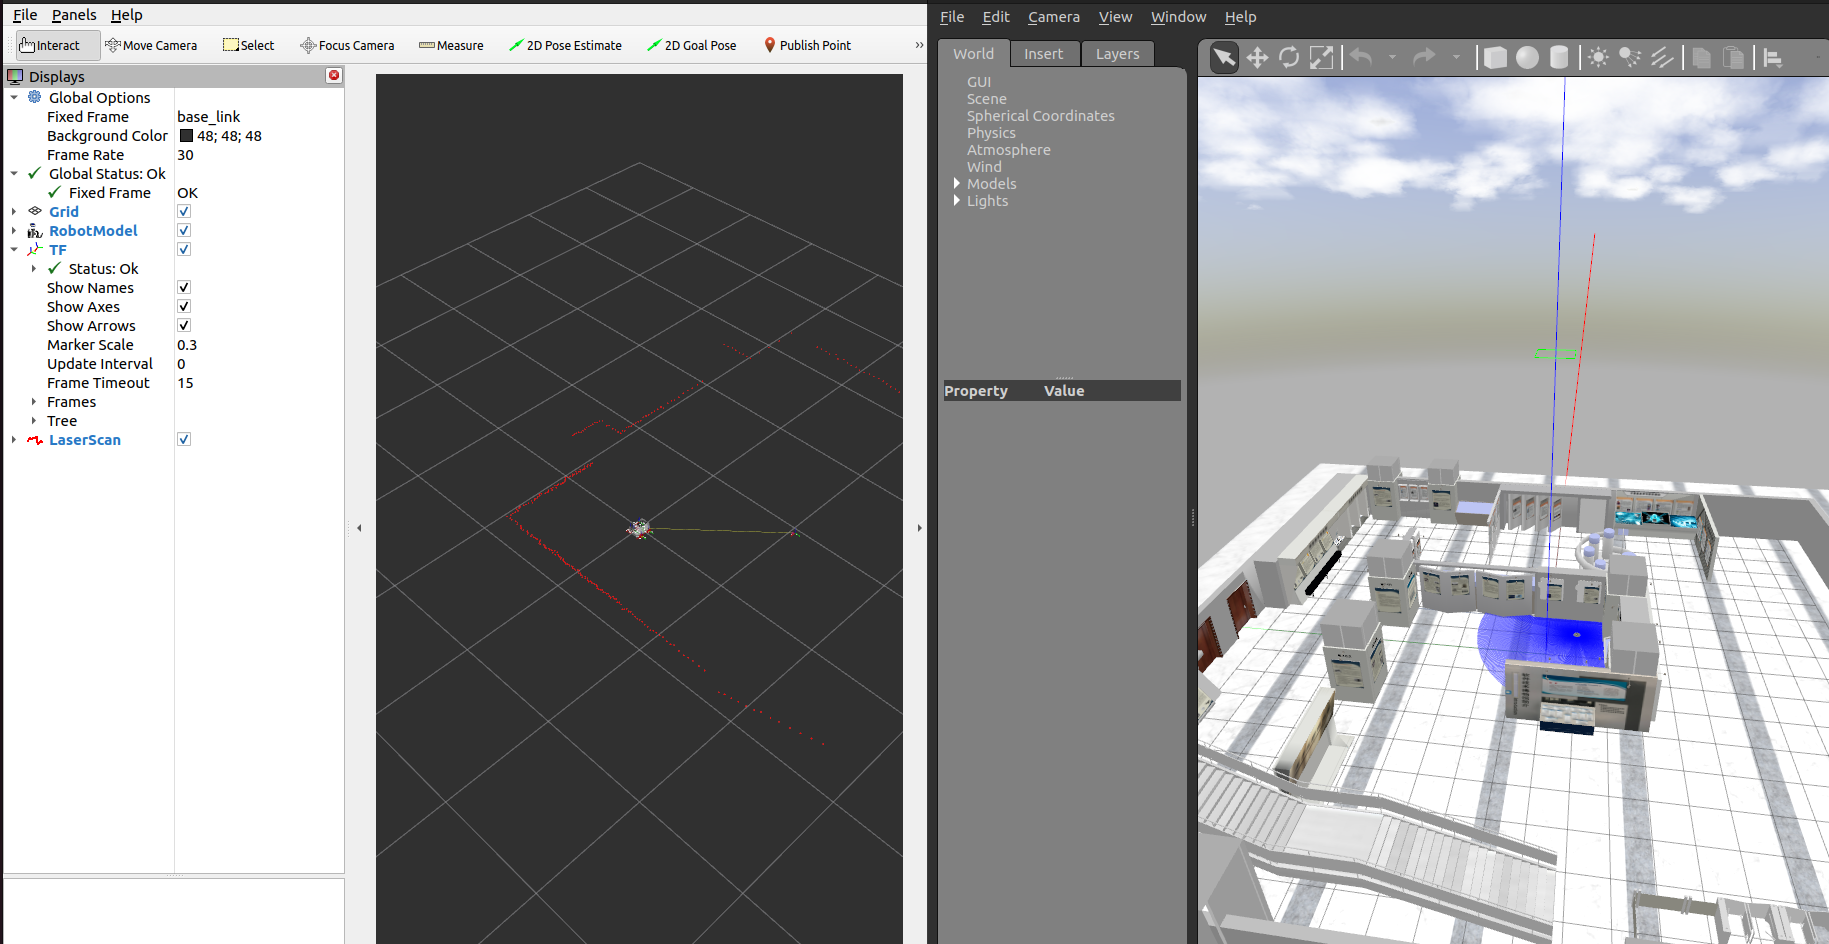 File Panels Help
Interact Move Camera Select Focus Camera Measure 2D Pose Estimate 2D Goal Pose Publish Point »
Displays
Global Options
Fixed Frame base_link
Background Color 48; 48; 48
Frame Rate 30
Global Status: Ok
Fixed Frame OK
Grid
RobotModel
TF
Status: Ok
Show Names
Show Axes
Show Arrows
Marker Scale 0.3
Update Interval 0
Frame Timeout 15
Frames
Tree
LaserScan
File Edit Camera View Window Help
World Insert Layers
GUI
Scene
Spherical Coordinates
Physics
Atmosphere
Wind
Models
Lights
Property Value